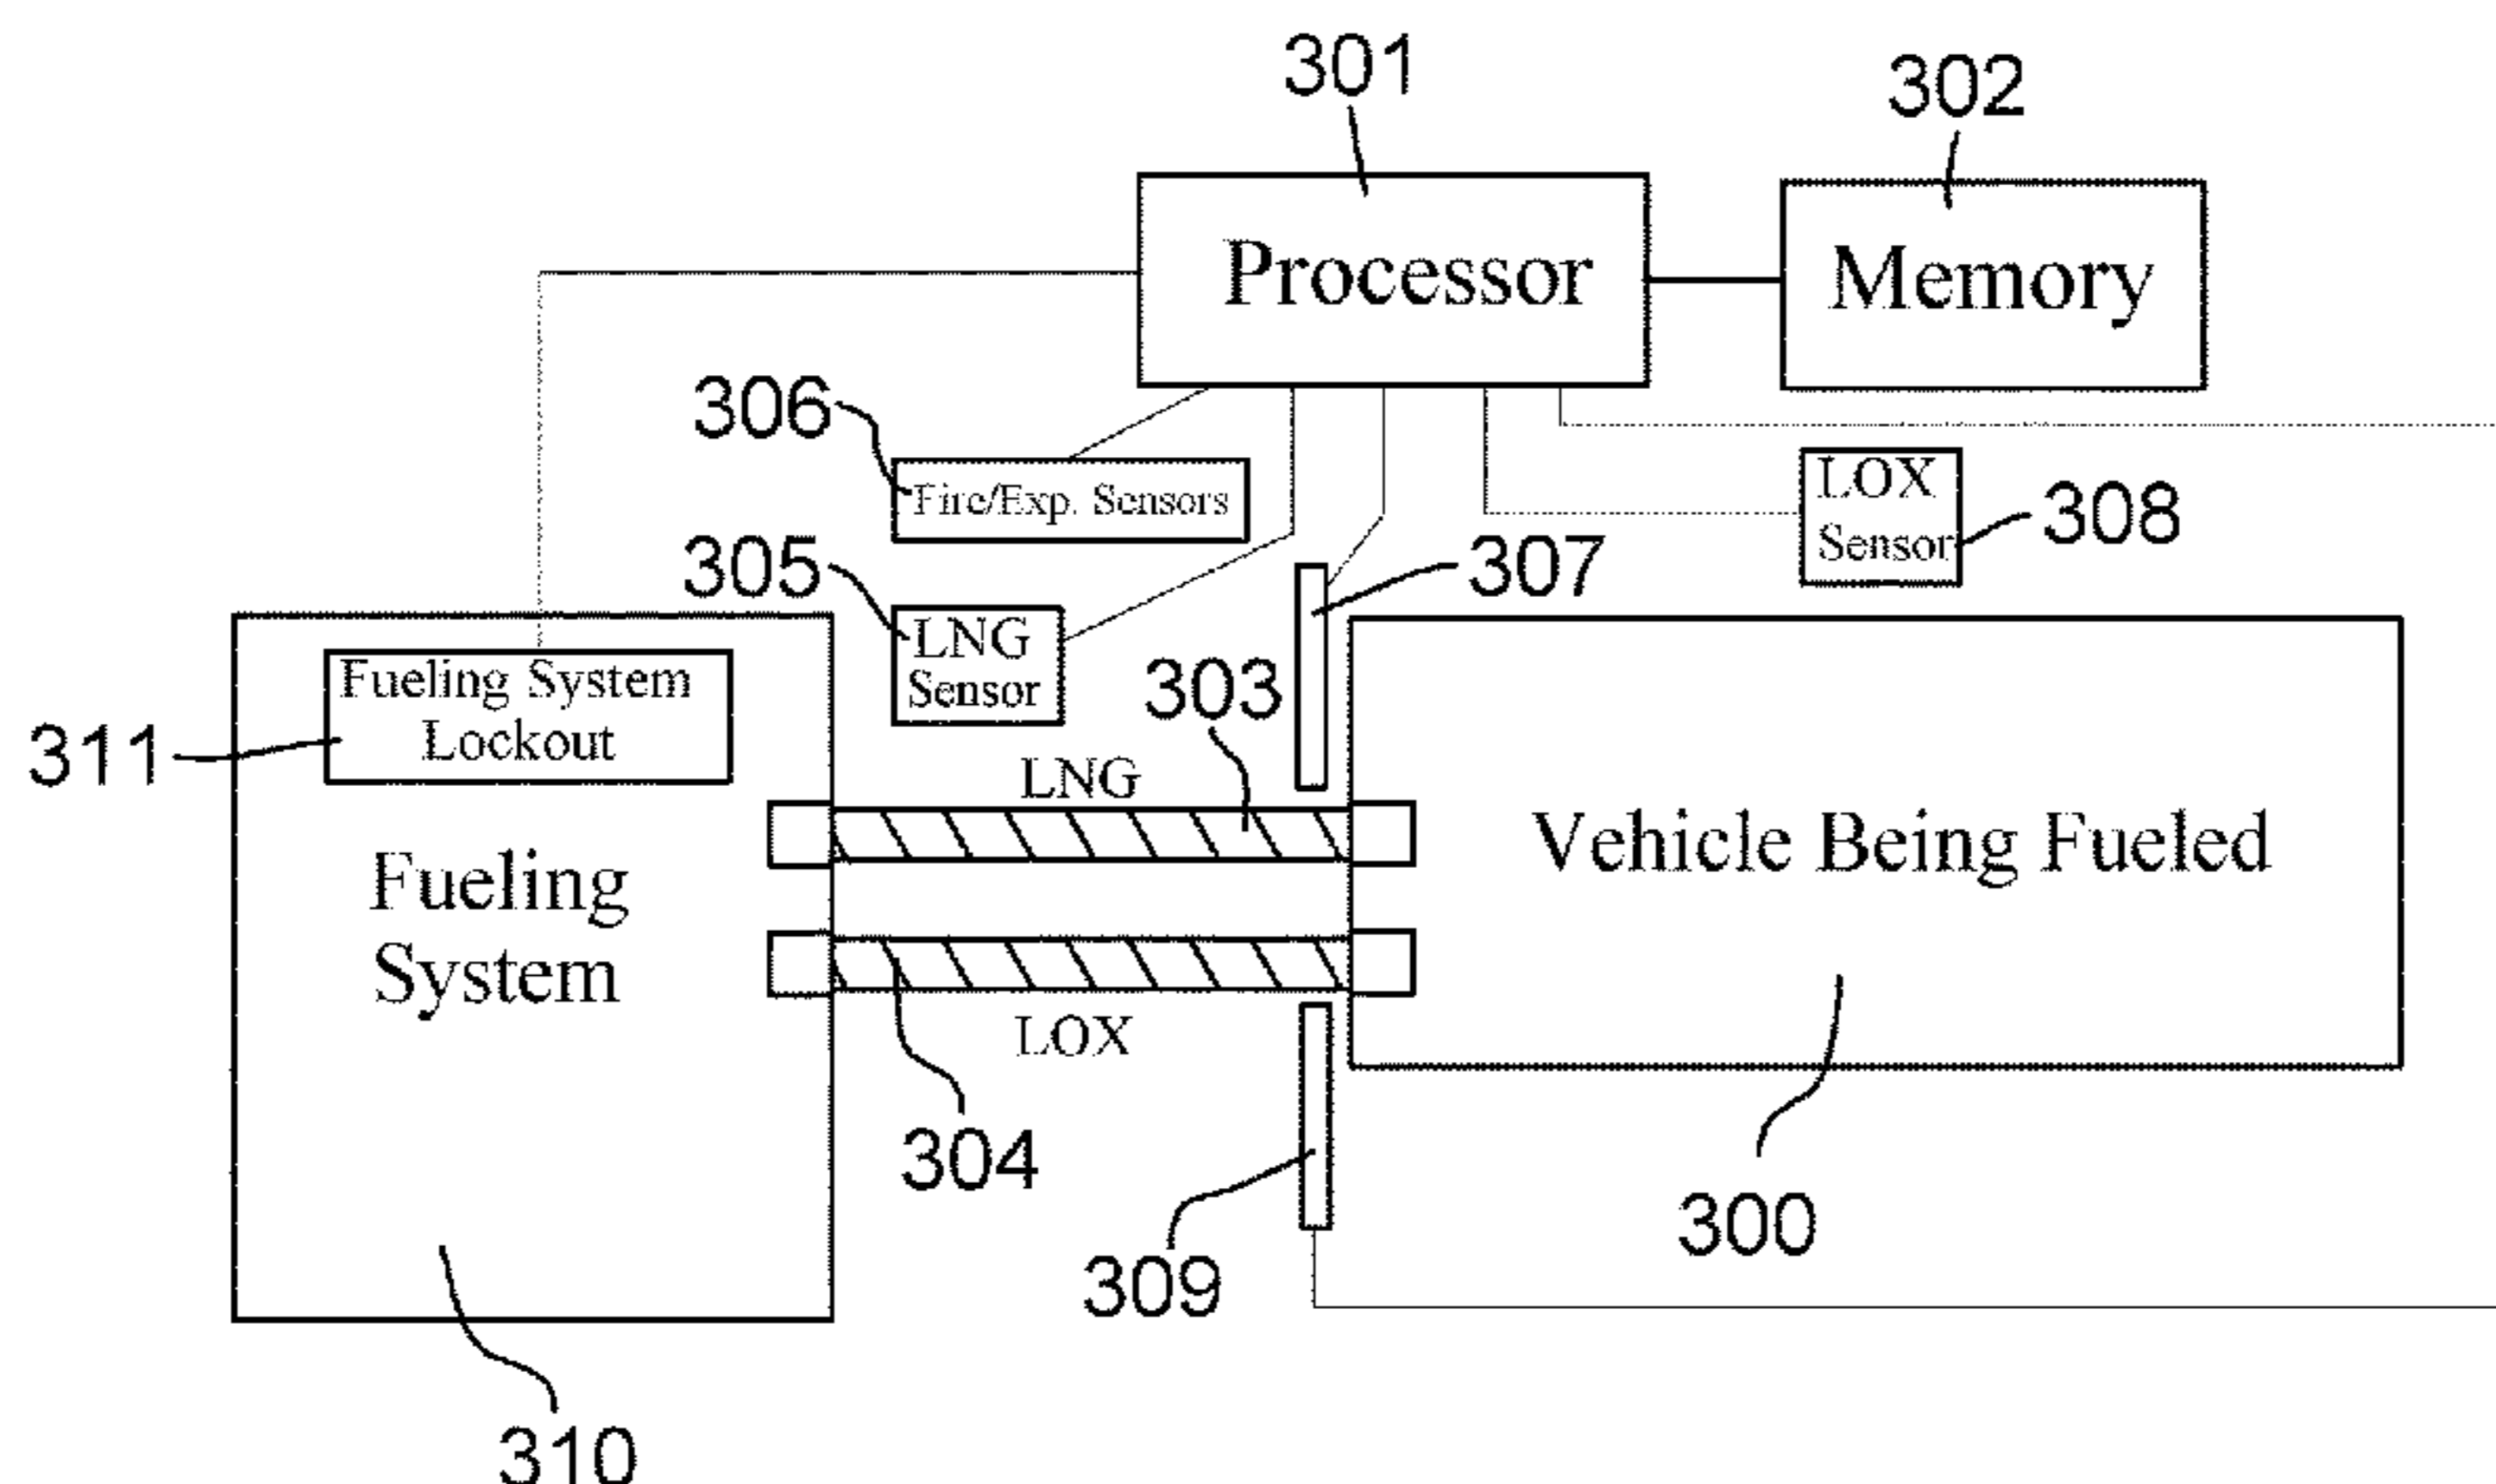 301
302
Processor
Memory
306
Fire/Exp. Sensors
LOX
Sensor
308
305
307
LNG
Sensor
303
Fueling System
Lockout
311
LNG
Vehicle Being Fueled
Fueling
System
LOX
304
309
300
310